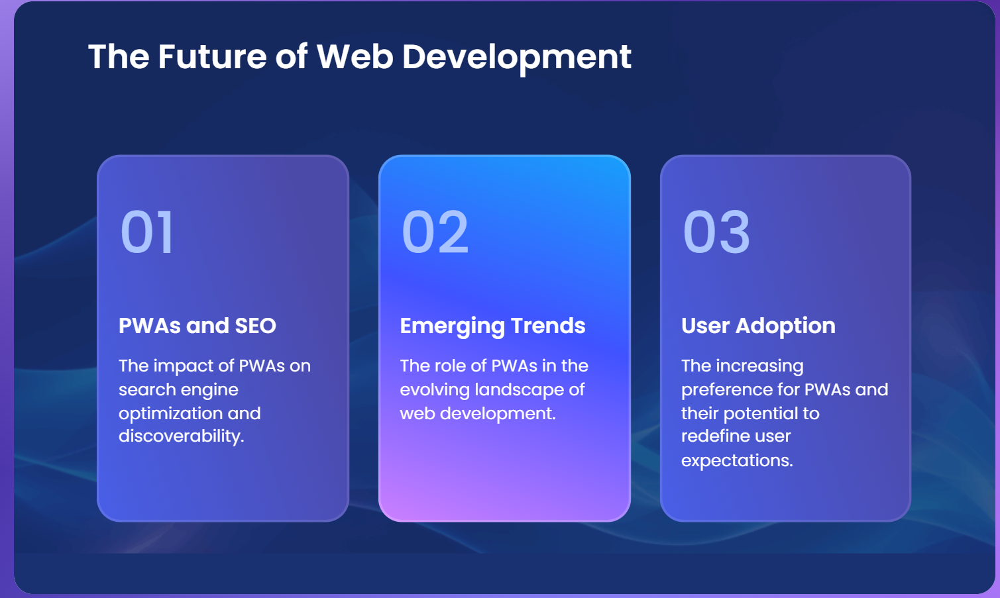 The Future of Web Development
01
PWAs and SEO
The impact of PWAs on
search engine
optimization and
discoverability.
02
Emerging Trends
The role of PWAs in the
evolving landscape of
web development.
03
User Adoption
The increasing
preference for PWAs and
their potential to
redefine user
expectations.